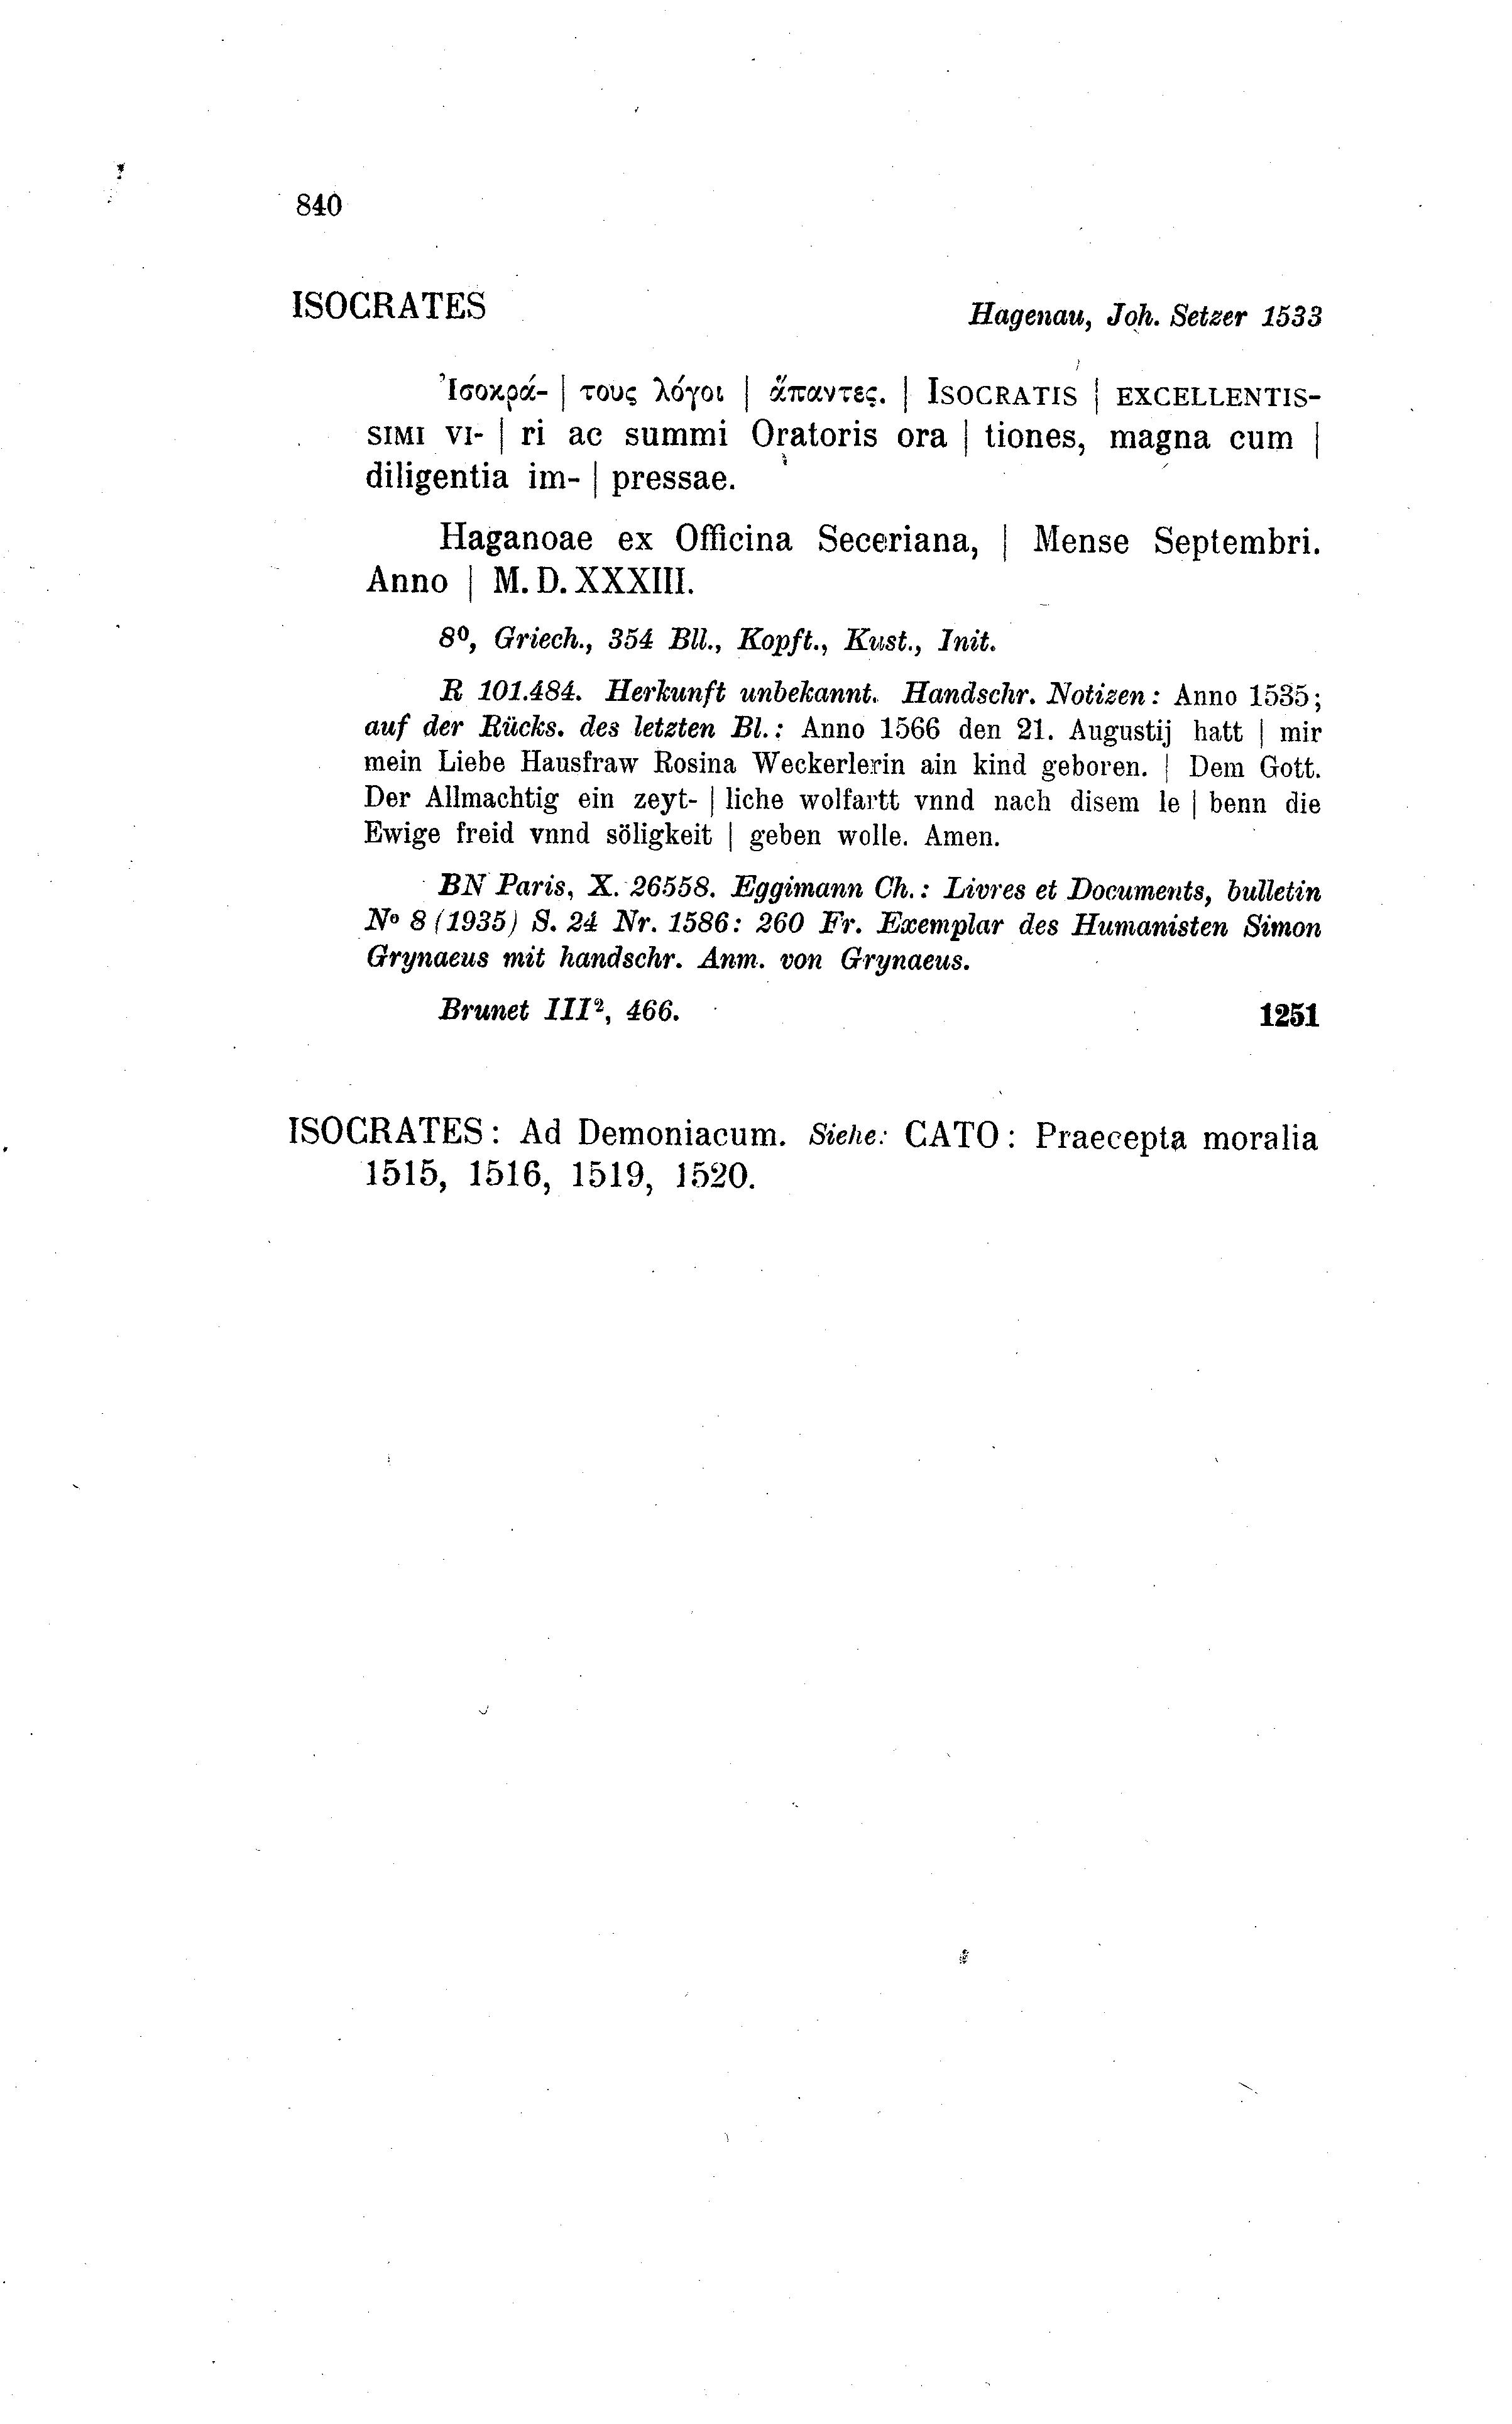 840
ISOCRATES
Hagenau, Joh. Setzer 1533
Ἰσοκρά- | τους λόγοι | ἅπαντες. | ISOCRATIS | EXCELLENTIS-
SIMI VI- | ri ac summi Oratoris ora | tiones, magna cum |
diligentia im- | pressae.
Haganoae ex Officina Seceriana, | Mense Septembri.
Anno | M. D. XXXIII.
8⁰, Griech., 354 Bll., Kopft., Kust., Init.
R 101.484. Herkunft unbekannt. Handschr. Notizen: Anno 1535;
auf der Rücks. des letzten Bl.: Anno 1566 den 21. Augustij hatt | mir
mein Liebe Hausfraw Rosina Weckerlerin ain kind geboren. | Dem Gott.
Der Allmachtig ein zeyt- | liche wolfartt vnnd nach disem le | benn die
Ewige freid vnnd söligkeit | geben wolle. Amen.
BN Paris, X. 26558. Eggimann Ch.: Livres et Documents, bulletin
Nº 8 (1935) S. 24 Nr. 1586: 260 Fr. Exemplar des Humanisten Simon
Grynaeus mit handschr. Anm. von Grynaeus.
Brunet III², 466.
1251
ISOCRATES: Ad Demoniacum. Siehe: CATO: Praecepta moralia
1515, 1516, 1519, 1520.